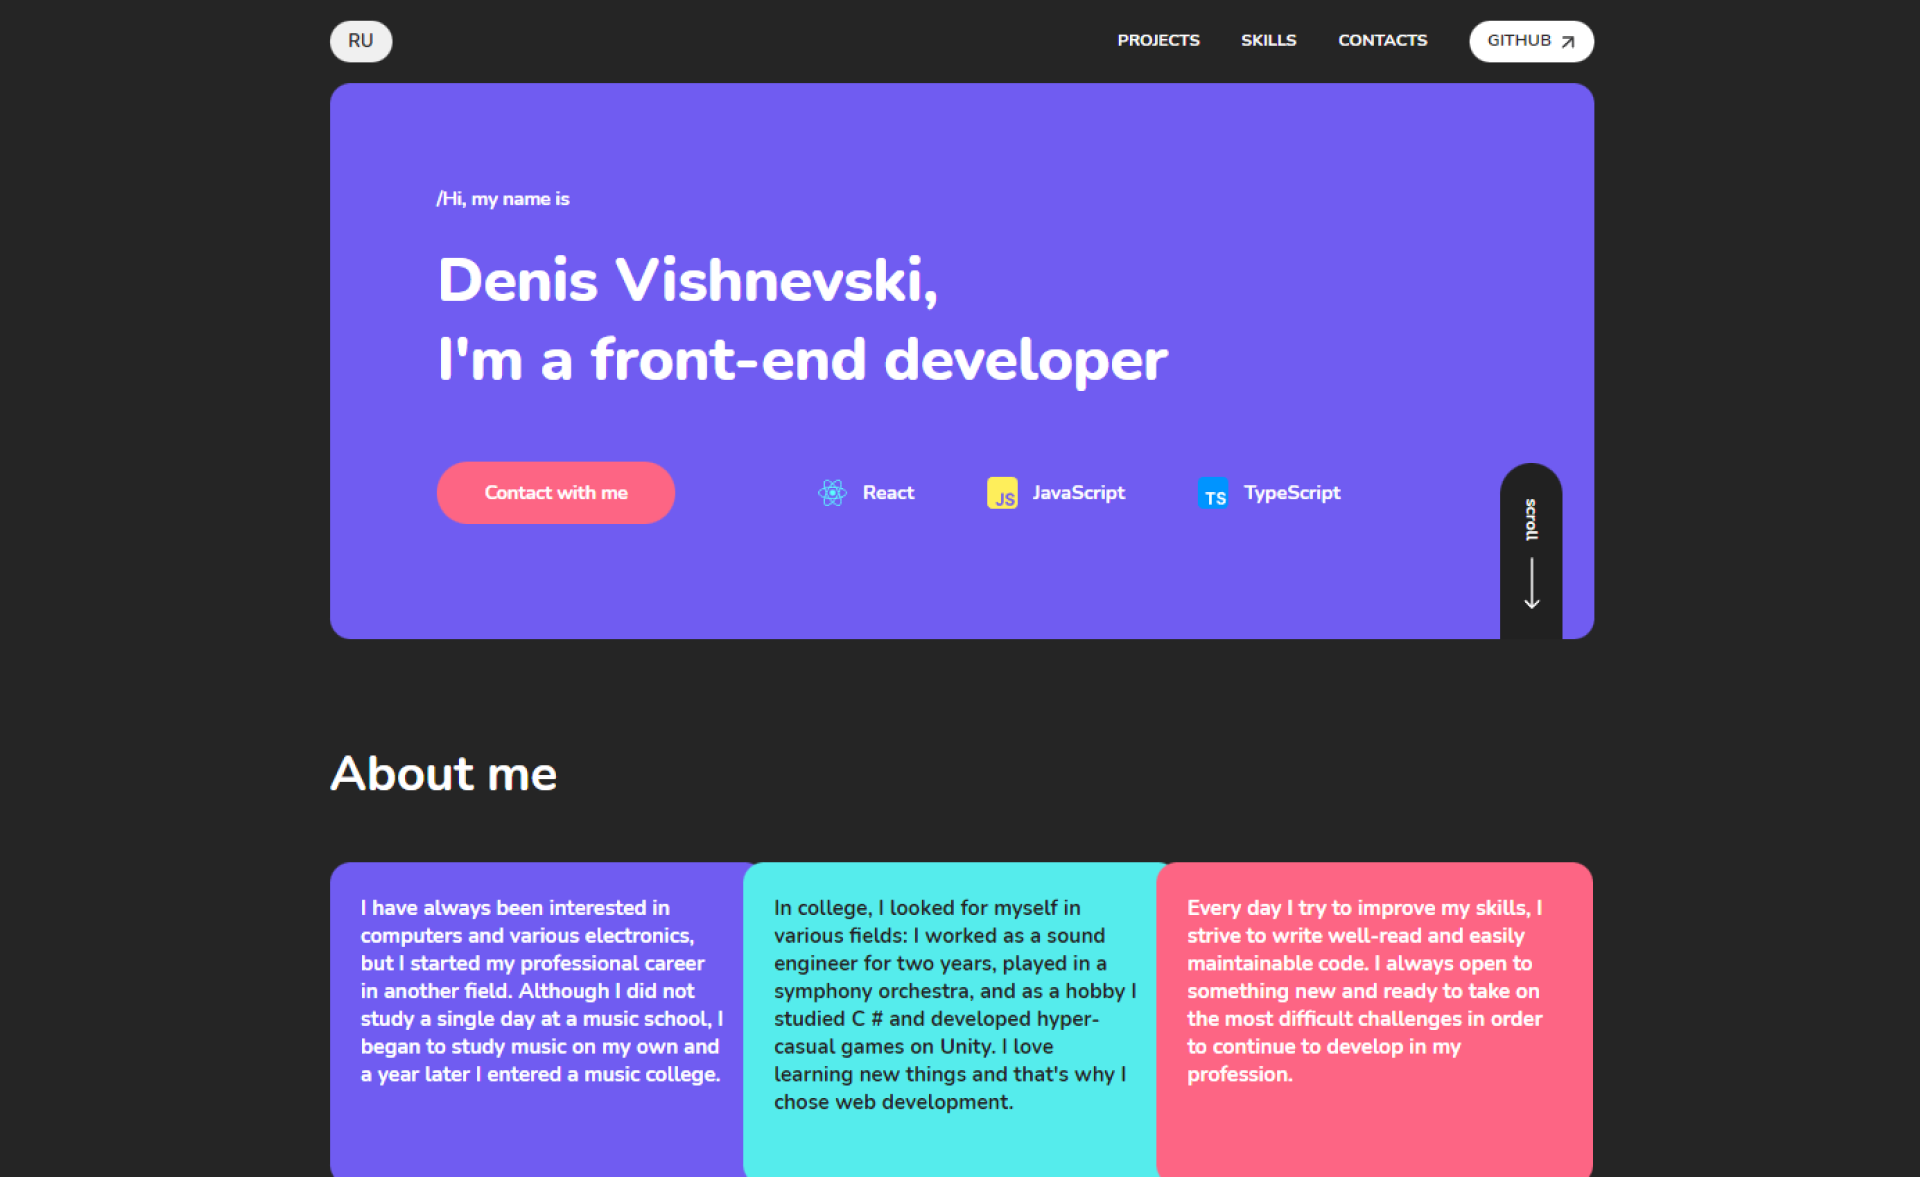 RU
PROJECTS SKILLS CONTACTS GITHUB
/Hi, my name is
Denis Vishnevski,
I'm a front-end developer
Contact with me
React
JS JavaScript
TS TypeScript
scroll
About me
I have always been interested in
computers and various electronics,
but I started my professional career
in another field. Although I did not
study a single day at a music school, I
began to study music on my own and
a year later I entered a music college.
In college, I looked for myself in
various fields: I worked as a sound
engineer for two years, played in a
symphony orchestra, and as a hobby I
studied C # and developed hyper-
casual games on Unity. I love
learning new things and that's why I
chose web development.
Every day I try to improve my skills, I
strive to write well-read and easily
maintainable code. I always open to
something new and ready to take on
the most difficult challenges in order
to continue to develop in my
profession.